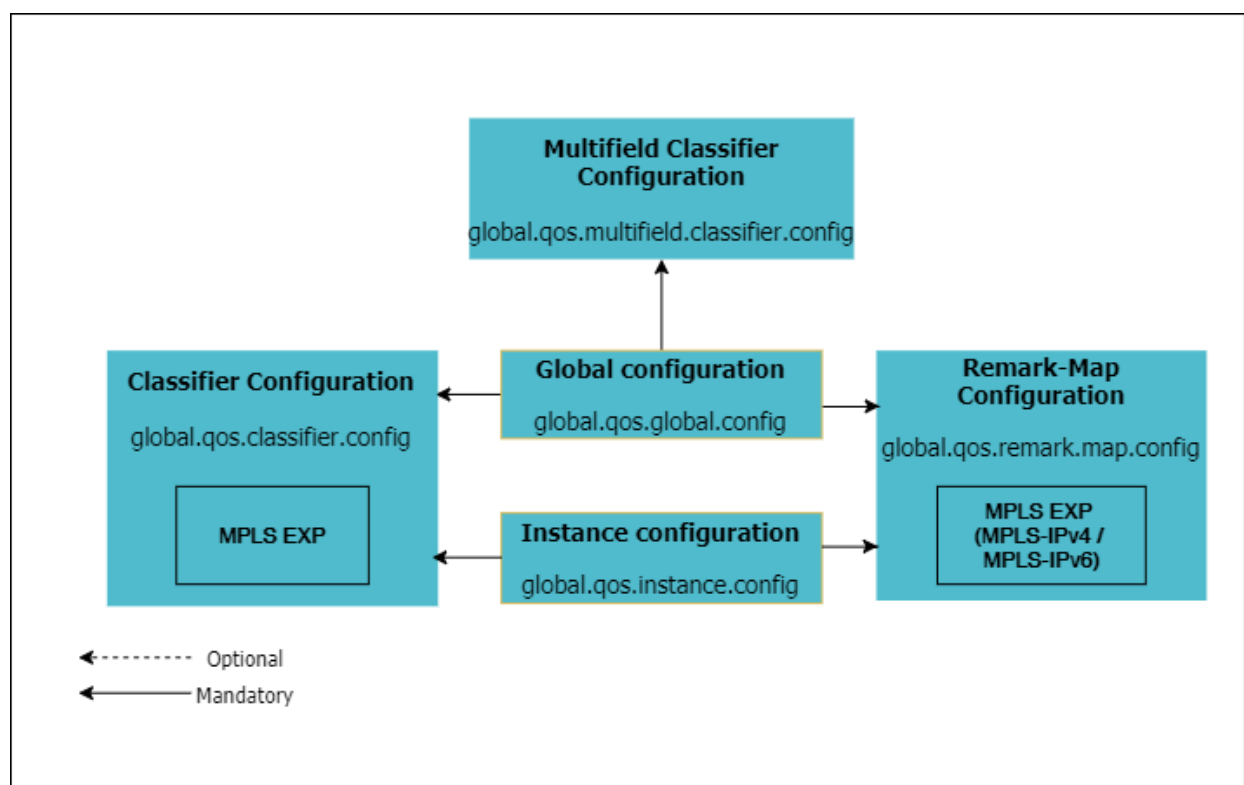 Multifield Classifier
Configuration
global.qos.multifield.classifier.config
Classifier Configuration
global.qos.classifier.config
MPLS EXP
Global configuration
global.qos.global.config
Instance configuration
global.qos.instance.config
Remark-Map
Configuration
global.qos.remark.map.config
MPLS EXP
(MPLS-IPv4 /
MPLS-IPv6)
Optional
Mandatory